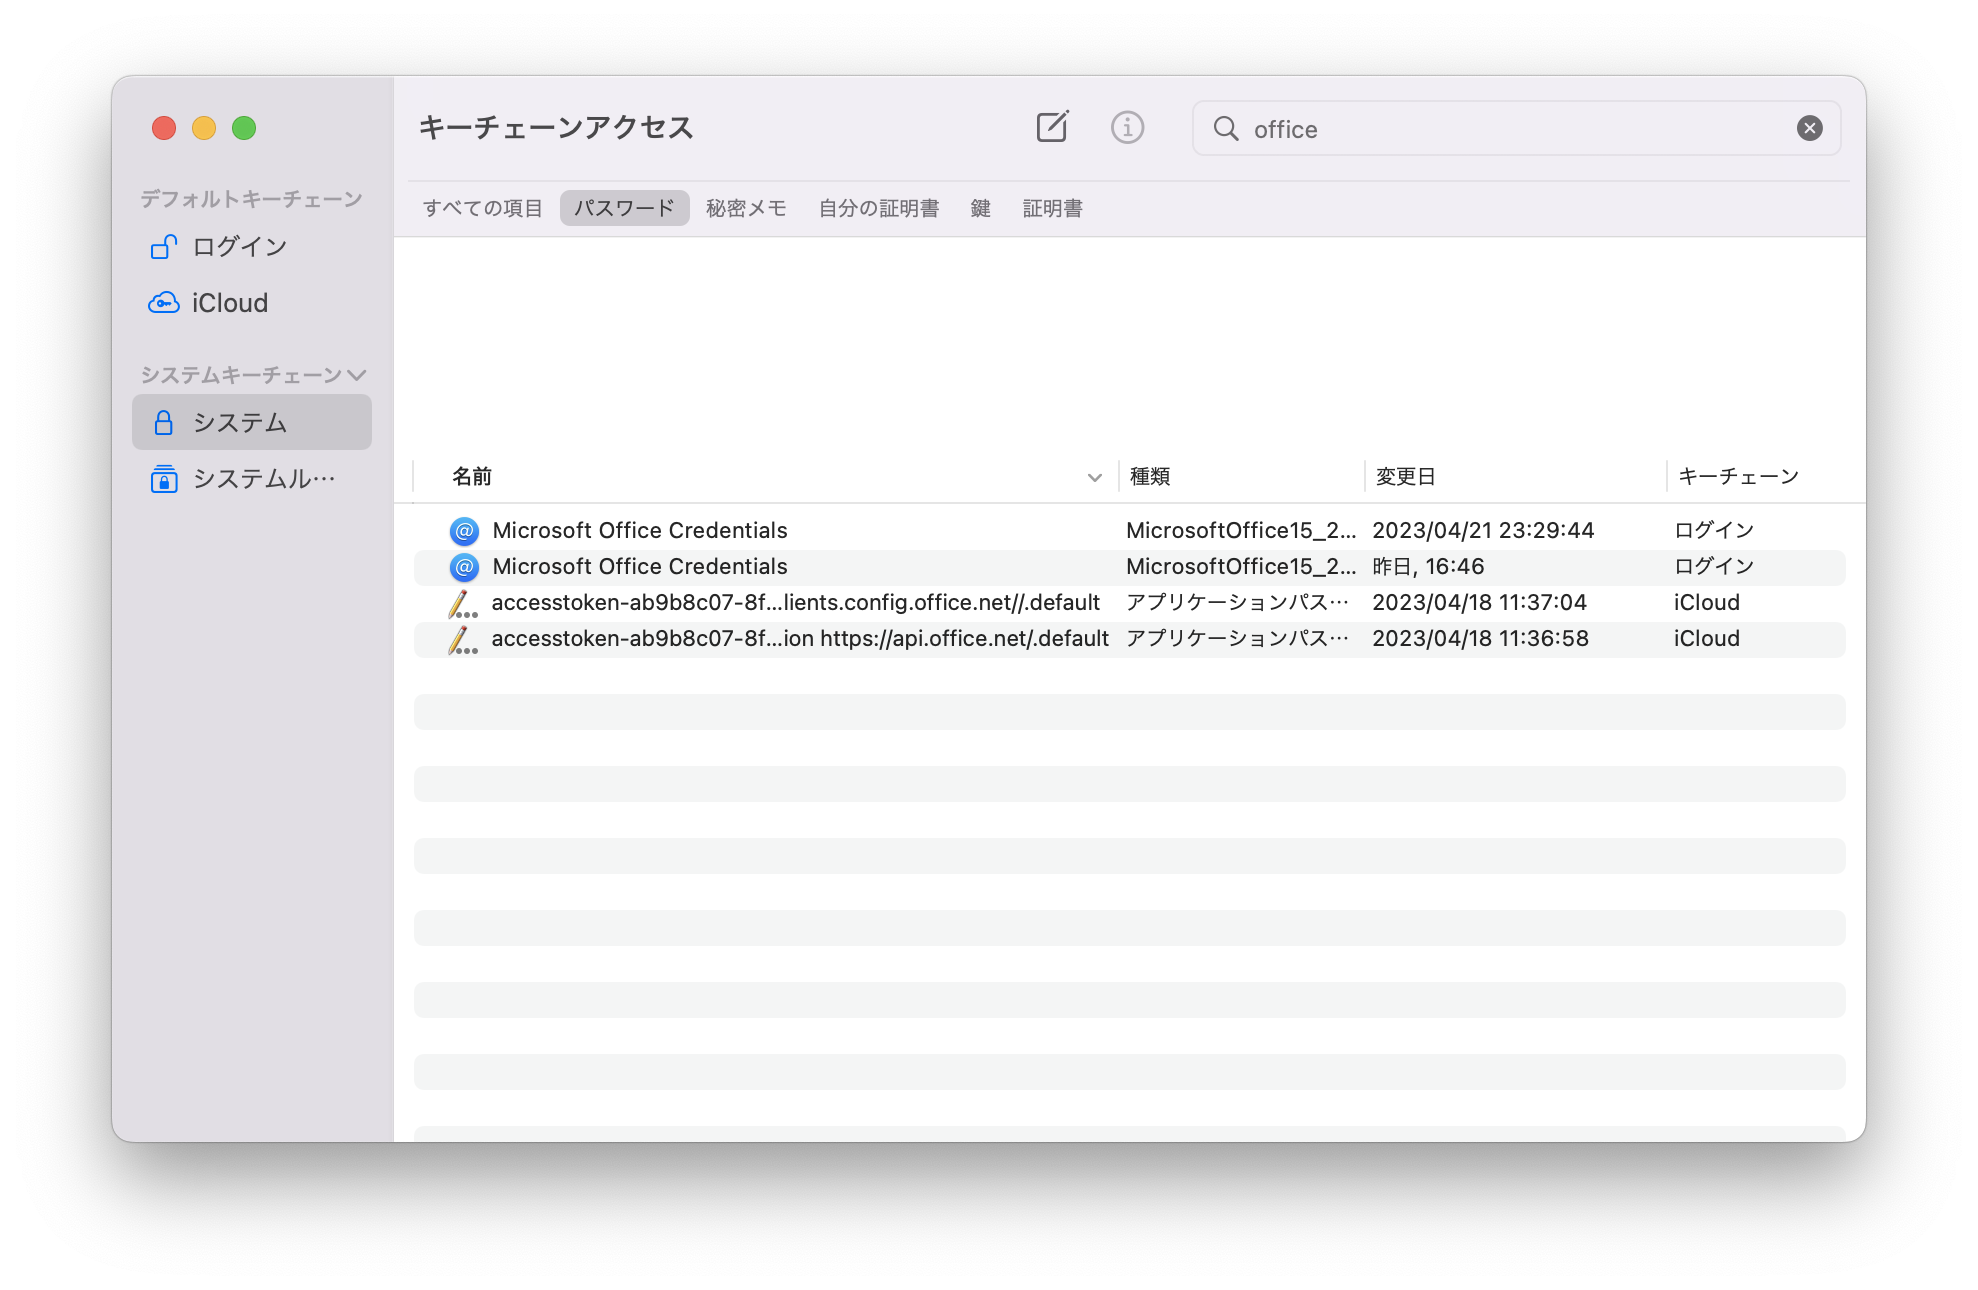 キーチェーンアクセス
office
デフォルトキーチェーン
ログイン
iCloud
システムキーチェーン
システム
システムル…
すべての項目 パスワード 秘密メモ 自分の証明書 鍵 証明書
名前 種類 変更日 キーチェーン
Microsoft Office Credentials MicrosoftOffice15_2... 2023/04/21 23:29:44 ログイン
Microsoft Office Credentials MicrosoftOffice15_2... 昨日, 16:46 ログイン
accesstoken-ab9b8c07-8f...lients.config.office.net//.default アプリケーションパス… 2023/04/18 11:37:04 iCloud
accesstoken-ab9b8c07-8f...ion https://api.office.net/.default アプリケーションパス… 2023/04/18 11:36:58 iCloud